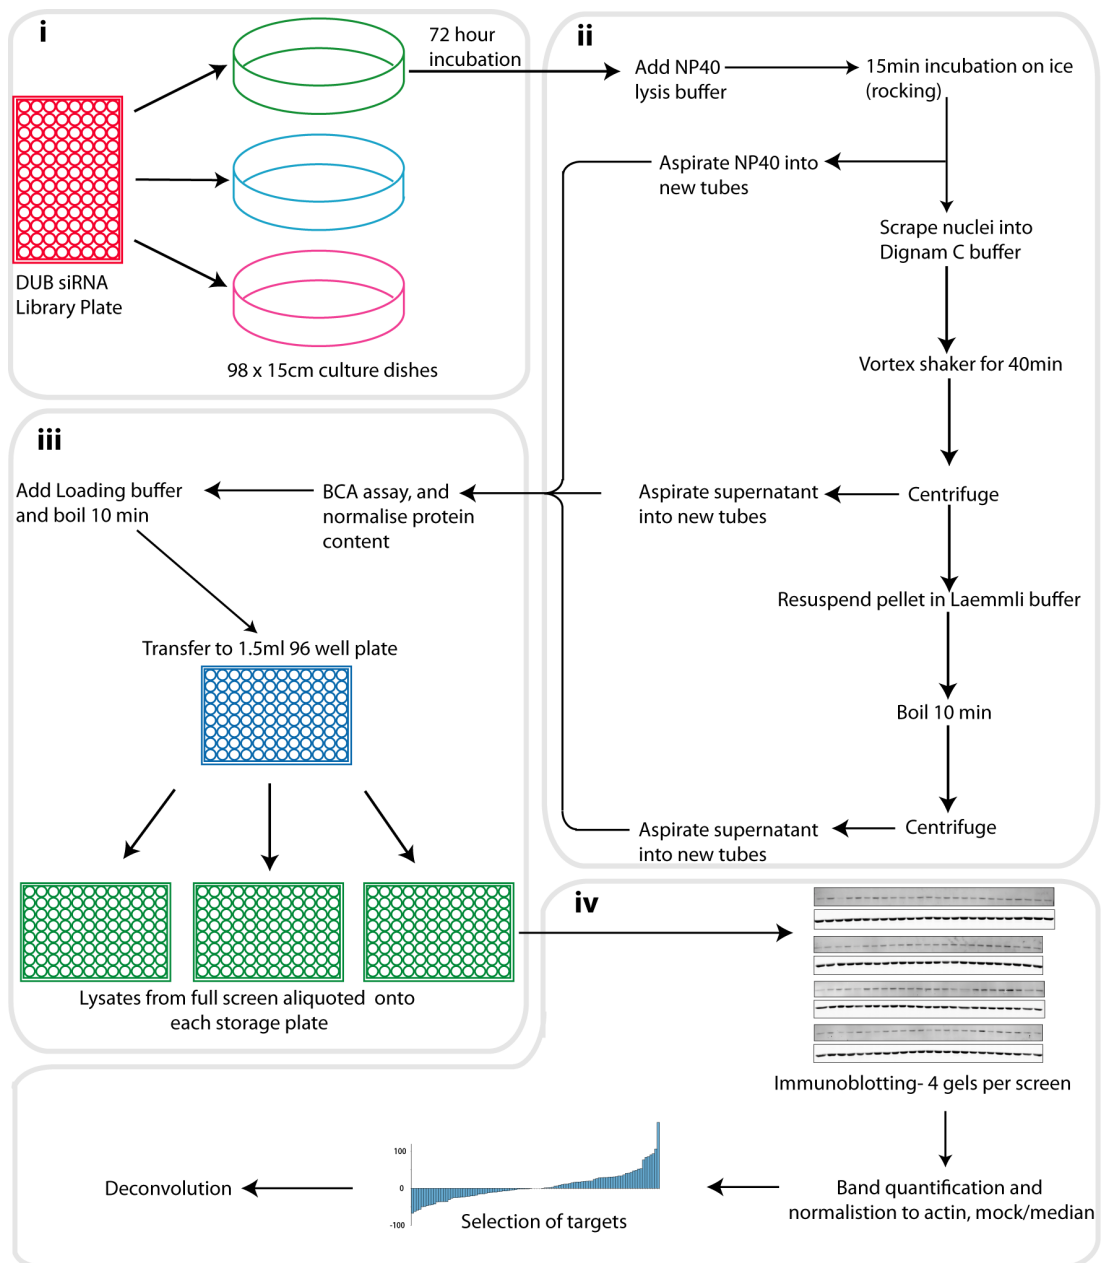 i
72 hour
incubation
DUB siRNA
Library Plate
98 x 15cm culture dishes
ii
Add NP40
lysis buffer
15min incubation on ice
(rocking)
Aspirate NP40 into
new tubes
Scrape nuclei into
Dignam C buffer
Vortex shaker for 40min
Centrifuge
Aspirate supernatant
into new tubes
Resuspend pellet in Laemmli buffer
Boil 10 min
Centrifuge
Aspirate supernatant
into new tubes
iii
BCA assay, and
normalise protein
content
Add Loading buffer
and boil 10 min
Transfer to 1.5ml 96 well plate
Lysates from full screen aliquoted onto
each storage plate
iv
Immunoblotting- 4 gels per screen
Band quantification and
normalistion to actin, mock/median
100
0
-100
Selection of targets
Deconvolution